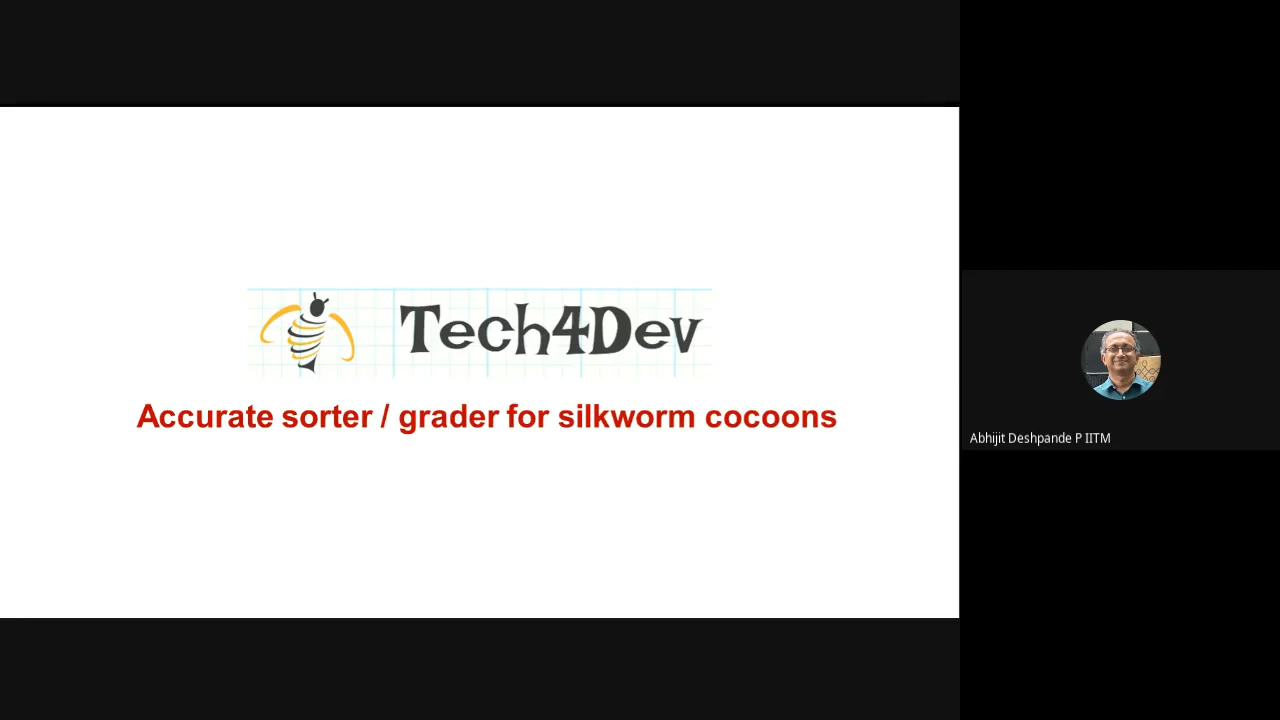 Tech4Dev
Accurate sorter / grader for silkworm cocoons
Abhijit Deshpande P IITM